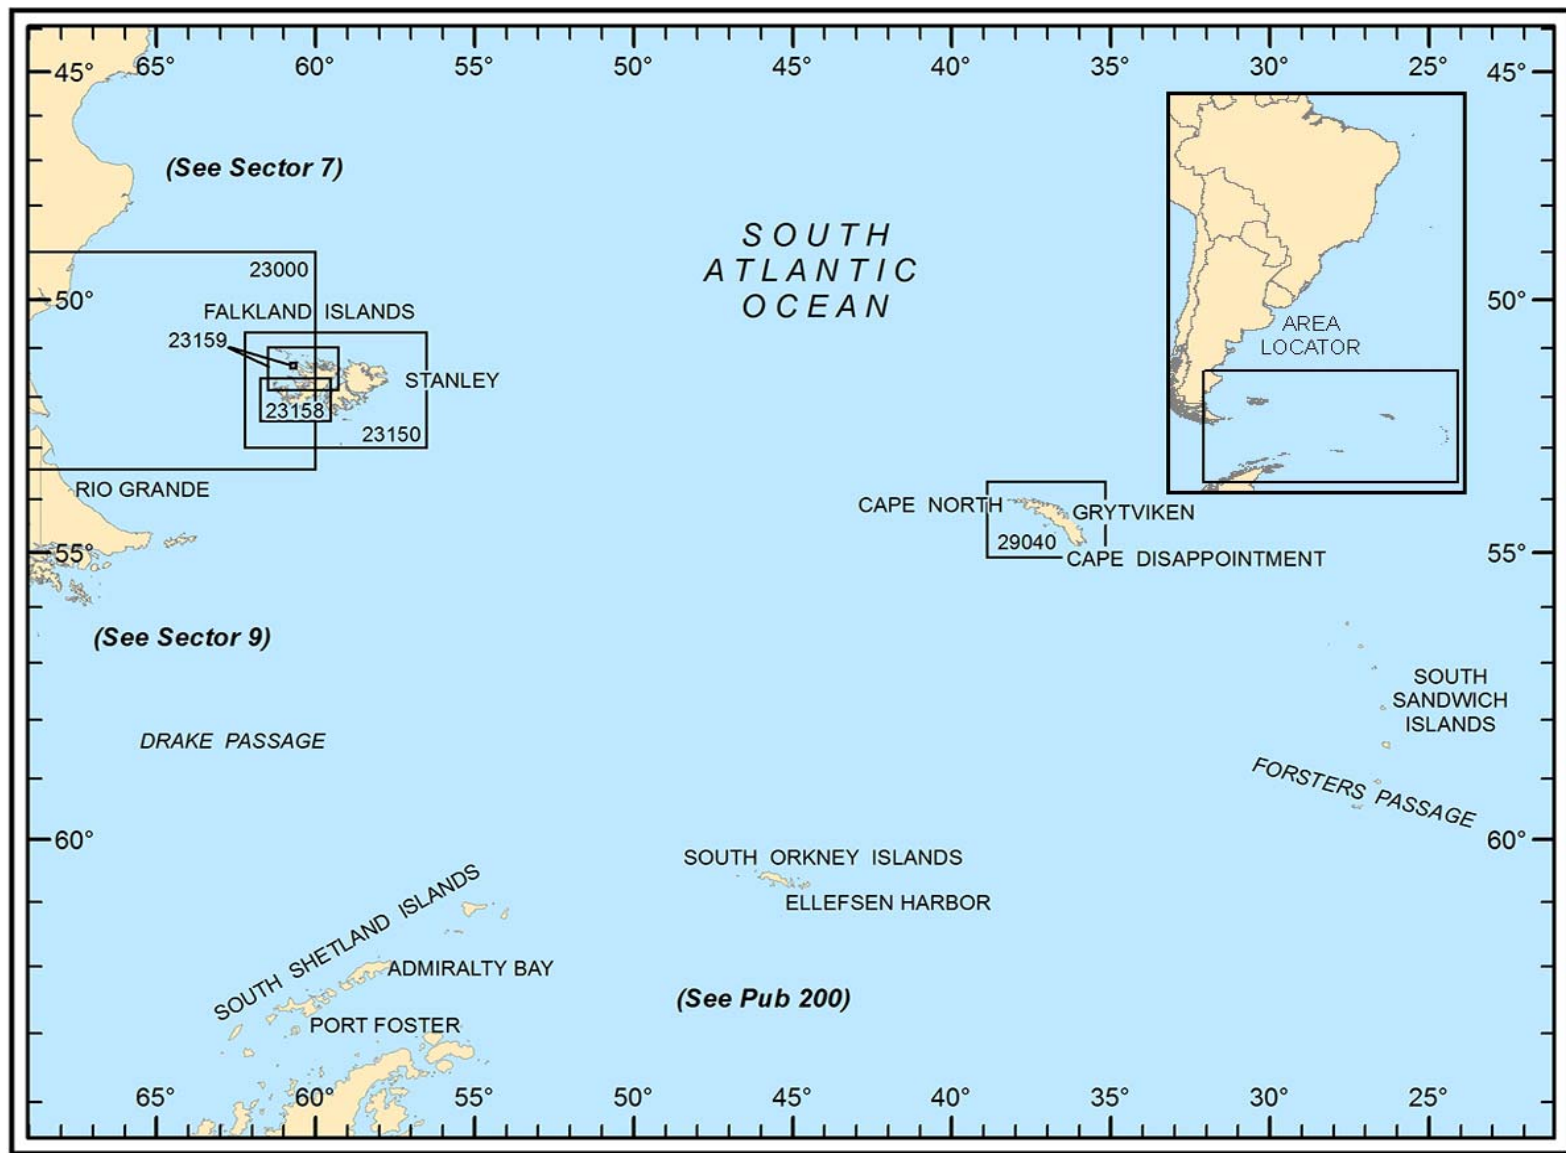 65° 60° 55° 50° 45° 40° 35° 30° 25°
45° 45°
(See Sector 7)
SOUTH
ATLANTIC
OCEAN
23000
50° 50°
FALKLAND ISLANDS
AREA
LOCATOR
23159
STANLEY
23158
23150
RIO GRANDE
CAPE NORTH
GRYTVIKEN
29040
55° 55°
CAPE DISAPPOINTMENT
(See Sector 9)
SOUTH
SANDWICH
ISLANDS
DRAKE PASSAGE
FORSTERS PASSAGE
60° 60°
SOUTH ORKNEY ISLANDS
ELLEFSEN HARBOR
SOUTH SHETLAND ISLANDS
ADMIRALTY BAY
(See Pub 200)
PORT FOSTER
65° 60° 55° 50° 45° 40° 35° 30° 25°